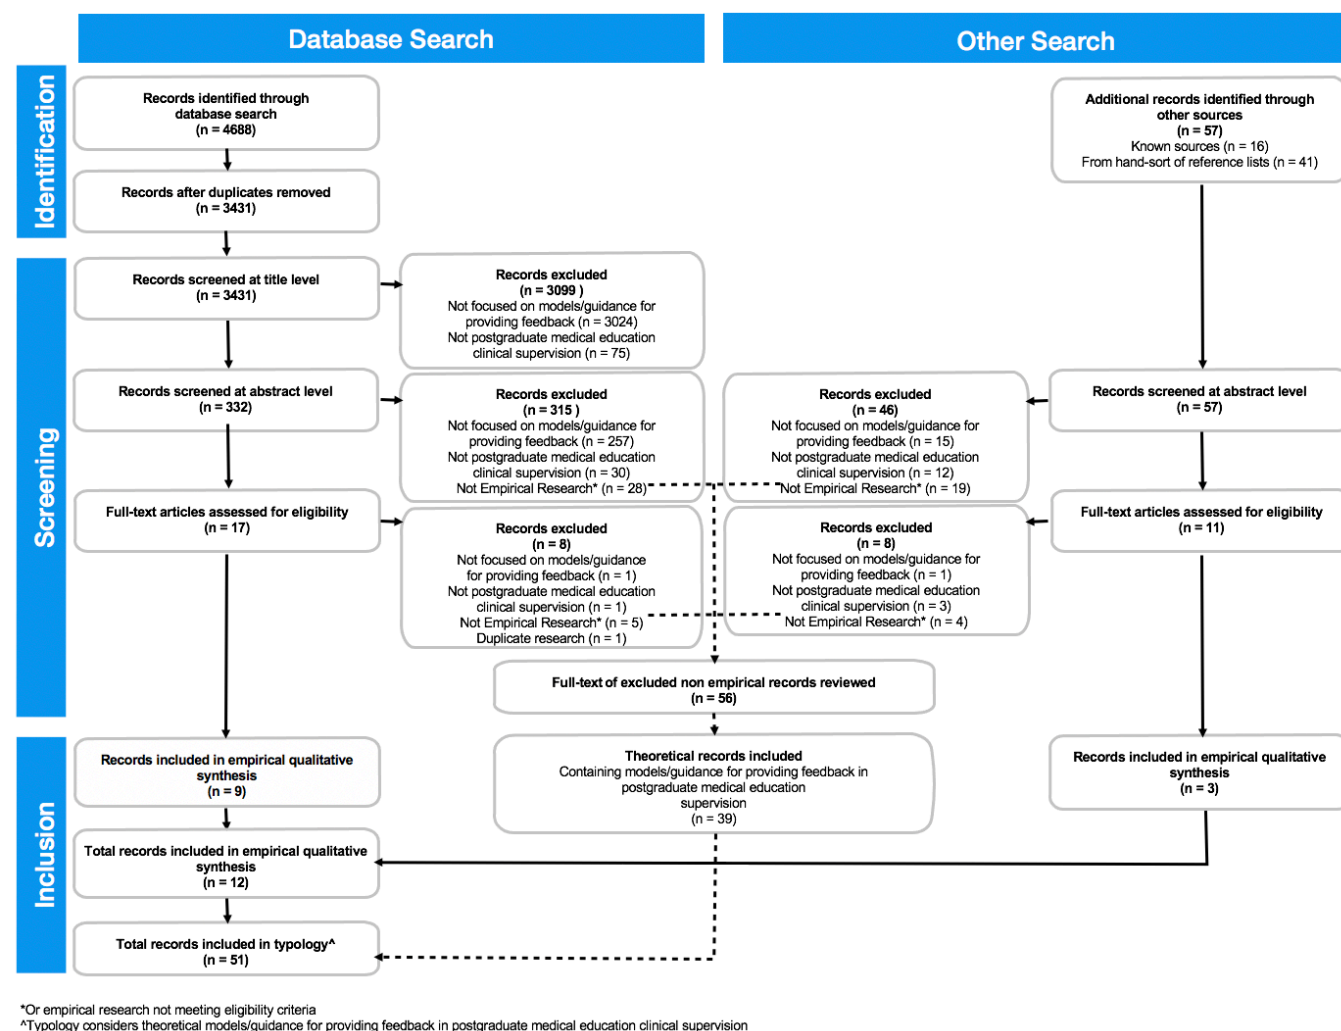 Database Search
Other Search
Identification
Records identified through
database search
(n = 4688)
Additional records identified through
other sources
(n = 57)
Known sources (n = 16)
From hand-sort of reference lists (n = 41)
Records after duplicates removed
(n = 3431)
Screening
Records screened at title level
(n = 3431)
Records excluded
(n = 3099 )
Not focused on models/guidance for
providing feedback (n = 3024)
Not postgraduate medical education
clinical supervision (n = 75)
Records screened at abstract level
(n = 332)
Records excluded
(n = 315 )
Not focused on models/guidance for
providing feedback (n = 257)
Not postgraduate medical education
clinical supervision (n = 30)
Not Empirical Research* (n = 28)
Records excluded
(n = 46)
Not focused on models/guidance for
providing feedback (n = 15)
Not postgraduate medical education
clinical supervision (n = 12)
Not Empirical Research* (n = 19)
Records screened at abstract level
(n = 57)
Full-text articles assessed for eligibility
(n = 17)
Records excluded
(n = 8)
Not focused on models/guidance
for providing feedback (n = 1)
Not postgraduate medical education
clinical supervision (n = 1)
Not Empirical Research* (n = 5)
Duplicate research (n = 1)
Records excluded
(n = 8)
Not focused on models/guidance for
providing feedback (n = 1)
Not postgraduate medical education
clinical supervision (n = 3)
Not Empirical Research* (n = 4)
Full-text articles assessed for eligibility
(n = 11)
Full-text of excluded non empirical records reviewed
(n = 56)
Inclusion
Records included in empirical qualitative
synthesis
(n = 9)
Theoretical records included
Containing models/guidance for providing feedback in
postgraduate medical education
supervision
(n = 39)
Records included in empirical qualitative
synthesis
(n = 3)
Total records included in empirical qualitative
synthesis
(n = 12)
Total records included in typology^
(n = 51)
*Or empirical research not meeting eligibility criteria
^Typology considers theoretical models/guidance for providing feedback in postgraduate medical education clinical supervision